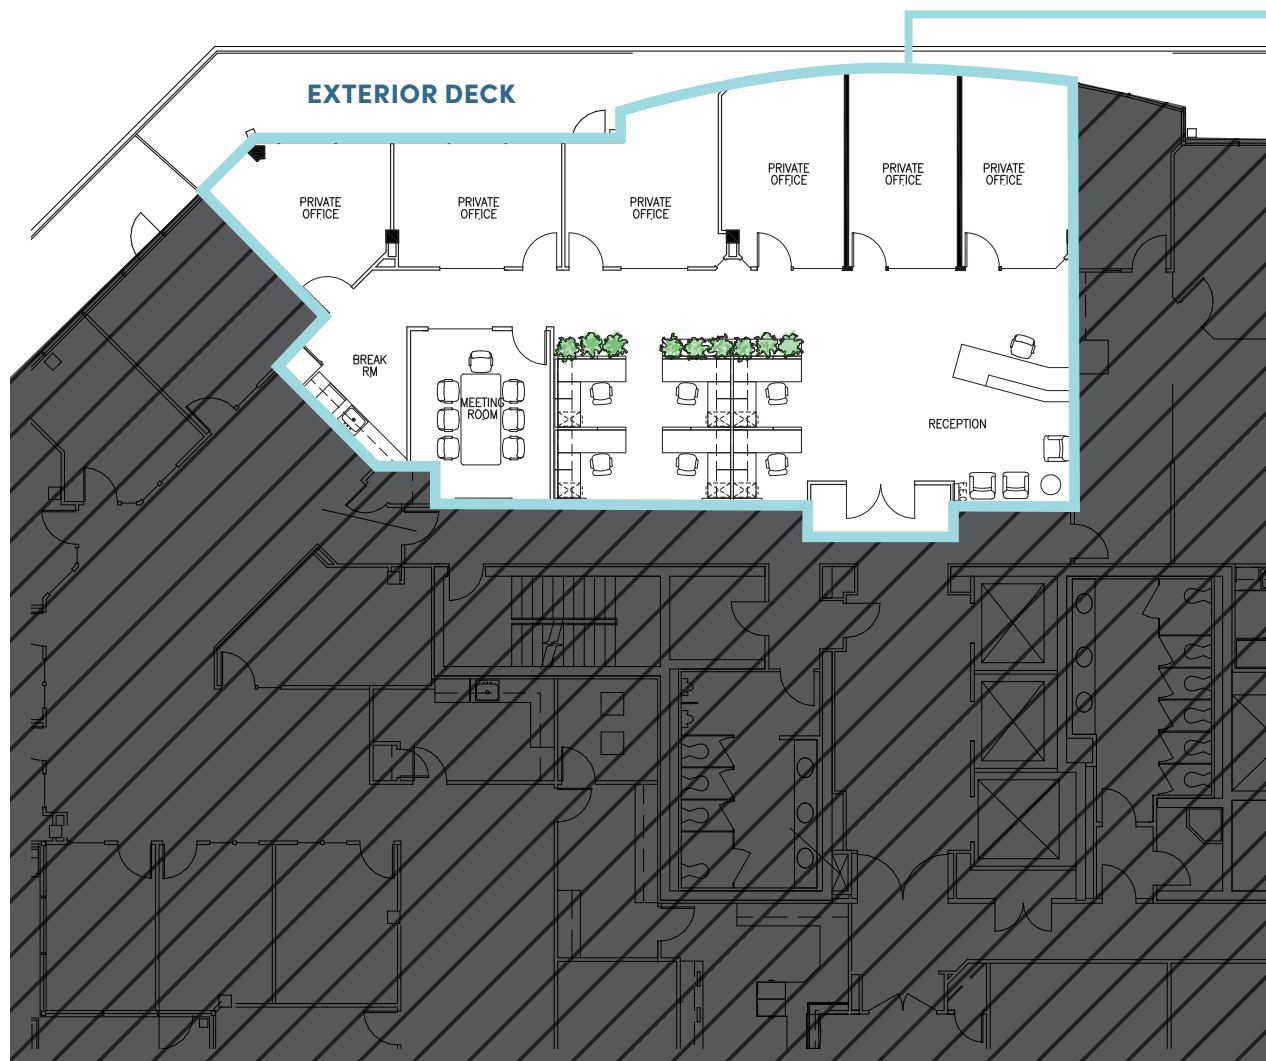 EXTERIOR DECK
PRIVATE
OFFICE
PRIVATE
OFFICE
PRIVATE
OFFICE
PRIVATE
OFFICE
PRIVATE
OFFICE
PRIVATE
OFFICE
BREAK
RM
MEETING
ROOM
RECEPTION